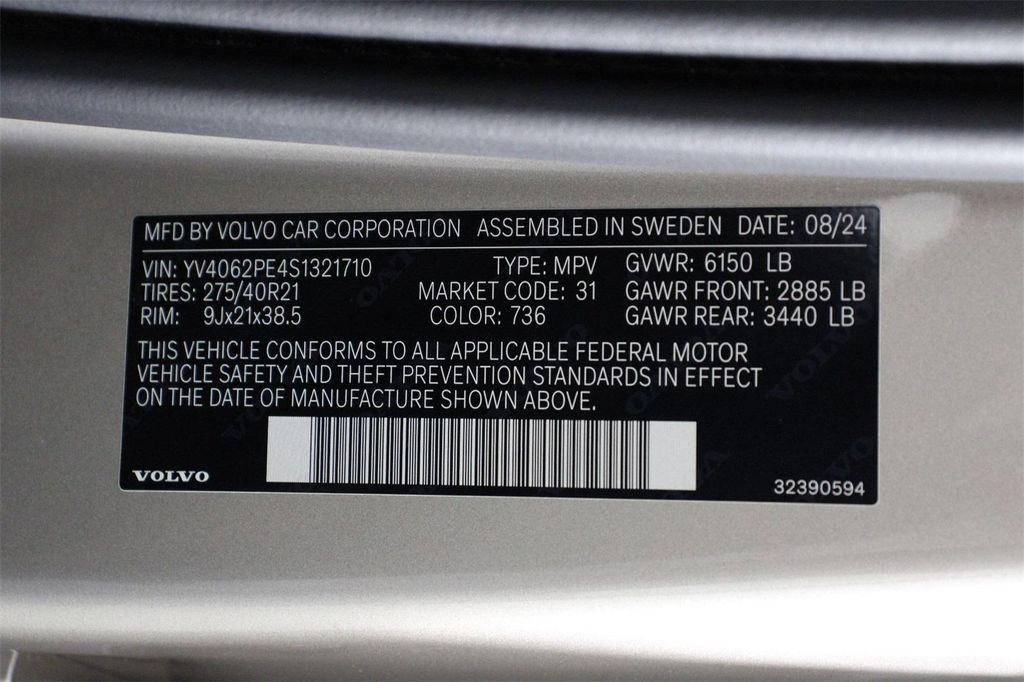 MFD BY VOLVO CAR CORPORATION ASSEMBLED IN SWEDEN DATE: 08/24
VIN: YV4062PE4S1321710 TYPE: MPV GVWR: 6150 LB
TIRES: 275/40R21 MARKET CODE: 31 GAWR FRONT: 2885 LB
RIM: 9Jx21x38.5 COLOR: 736 GAWR REAR: 3440 LB
THIS VEHICLE CONFORMS TO ALL APPLICABLE FEDERAL MOTOR
VEHICLE SAFETY AND THEFT PREVENTION STANDARDS IN EFFECT
ON THE DATE OF MANUFACTURE SHOWN ABOVE.
VOLVO 32390594